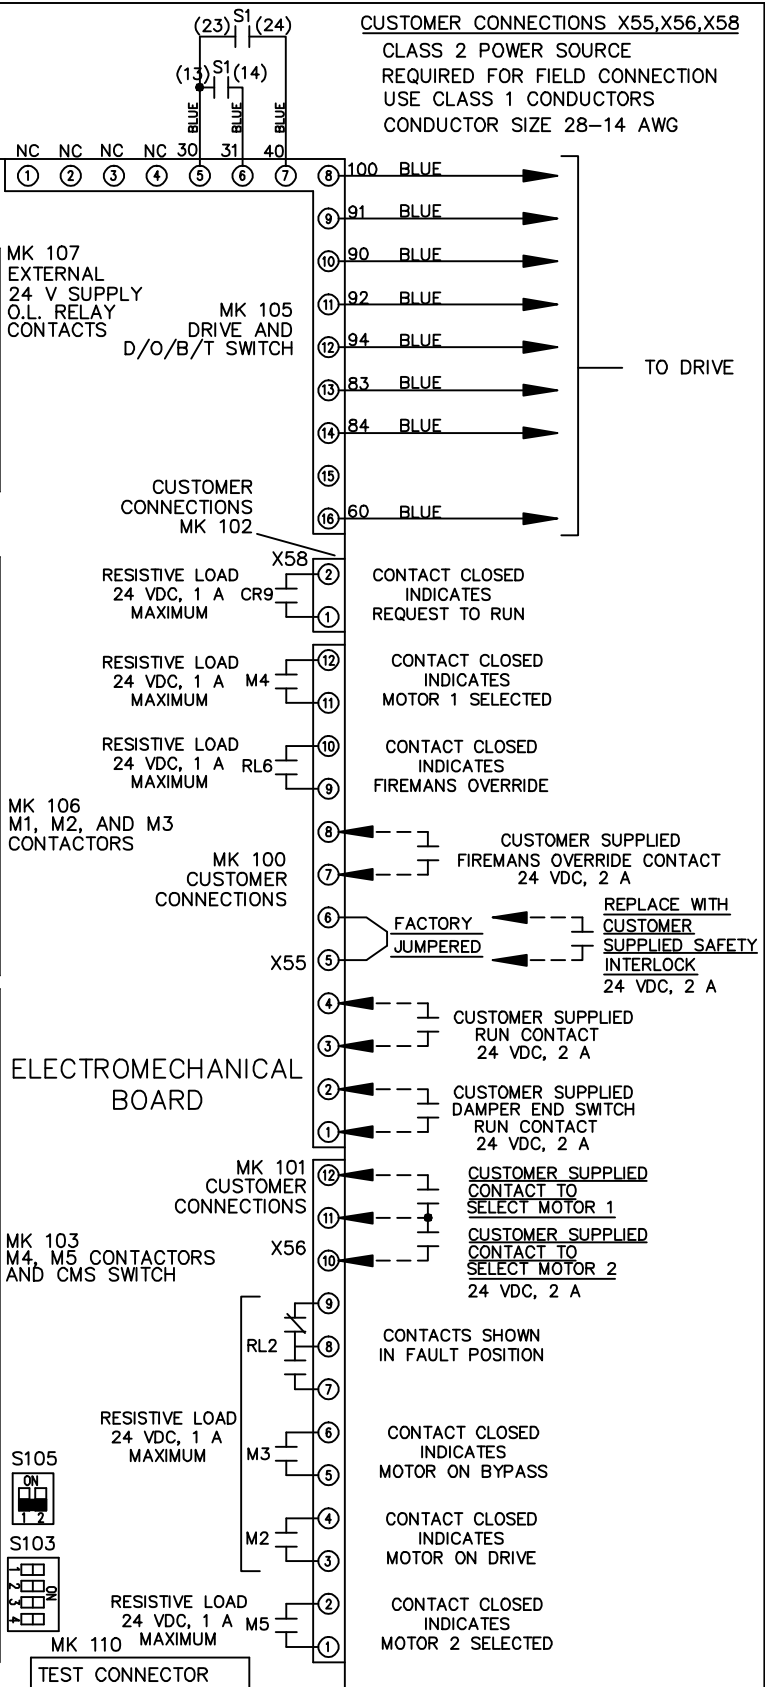 S1
(23) (24)
S1
(13) (14)
BLUE
BLUE
BLUE
CUSTOMER CONNECTIONS X55,X56,X58
CLASS 2 POWER SOURCE
REQUIRED FOR FIELD CONNECTION
USE CLASS 1 CONDUCTORS
CONDUCTOR SIZE 28-14 AWG
NC NC NC NC 30 31 40
1 2 3 4 5 6 7 8 100 BLUE
9 91 BLUE
10 90 BLUE
11 92 BLUE
12 94 BLUE
13 83 BLUE
14 84 BLUE
15
16 60 BLUE
TO DRIVE
MK 107
EXTERNAL
24 V SUPPLY
O.L. RELAY
CONTACTS
MK 105
DRIVE AND
D/O/B/T SWITCH
CUSTOMER
CONNECTIONS
MK 102
X58
RESISTIVE LOAD
24 VDC, 1 A
MAXIMUM
CR9
2
1
CONTACT CLOSED
INDICATES
REQUEST TO RUN
RESISTIVE LOAD
24 VDC, 1 A
MAXIMUM
M4
12
11
CONTACT CLOSED
INDICATES
MOTOR 1 SELECTED
RESISTIVE LOAD
24 VDC, 1 A
MAXIMUM
RL6
10
9
CONTACT CLOSED
INDICATES
FIREMANS OVERRIDE
MK 106
M1, M2, AND M3
CONTACTORS
MK 100
CUSTOMER
CONNECTIONS
8
7
CUSTOMER SUPPLIED
FIREMANS OVERRIDE CONTACT
24 VDC, 2 A
6
5
FACTORY
JUMPERED
REPLACE WITH
CUSTOMER
SUPPLIED SAFETY
INTERLOCK
24 VDC, 2 A
X55
4
3
CUSTOMER SUPPLIED
RUN CONTACT
24 VDC, 2 A
ELECTROMECHANICAL
BOARD
2
1
CUSTOMER SUPPLIED
DAMPER END SWITCH
RUN CONTACT
24 VDC, 2 A
MK 101
CUSTOMER
CONNECTIONS
X56
12
11
10
CUSTOMER SUPPLIED
CONTACT TO
SELECT MOTOR 1
CUSTOMER SUPPLIED
CONTACT TO
SELECT MOTOR 2
24 VDC, 2 A
MK 103
M4, M5 CONTACTORS
AND CMS SWITCH
9
8
7
RL2
CONTACTS SHOWN
IN FAULT POSITION
RESISTIVE LOAD
24 VDC, 1 A
MAXIMUM
M3
6
5
CONTACT CLOSED
INDICATES
MOTOR ON BYPASS
M2
4
3
CONTACT CLOSED
INDICATES
MOTOR ON DRIVE
S105
ON
1 2
S103
1
2
3
4
ON
RESISTIVE LOAD
24 VDC, 1 A
MAXIMUM
M5
2
1
CONTACT CLOSED
INDICATES
MOTOR 2 SELECTED
MK 110
TEST CONNECTOR